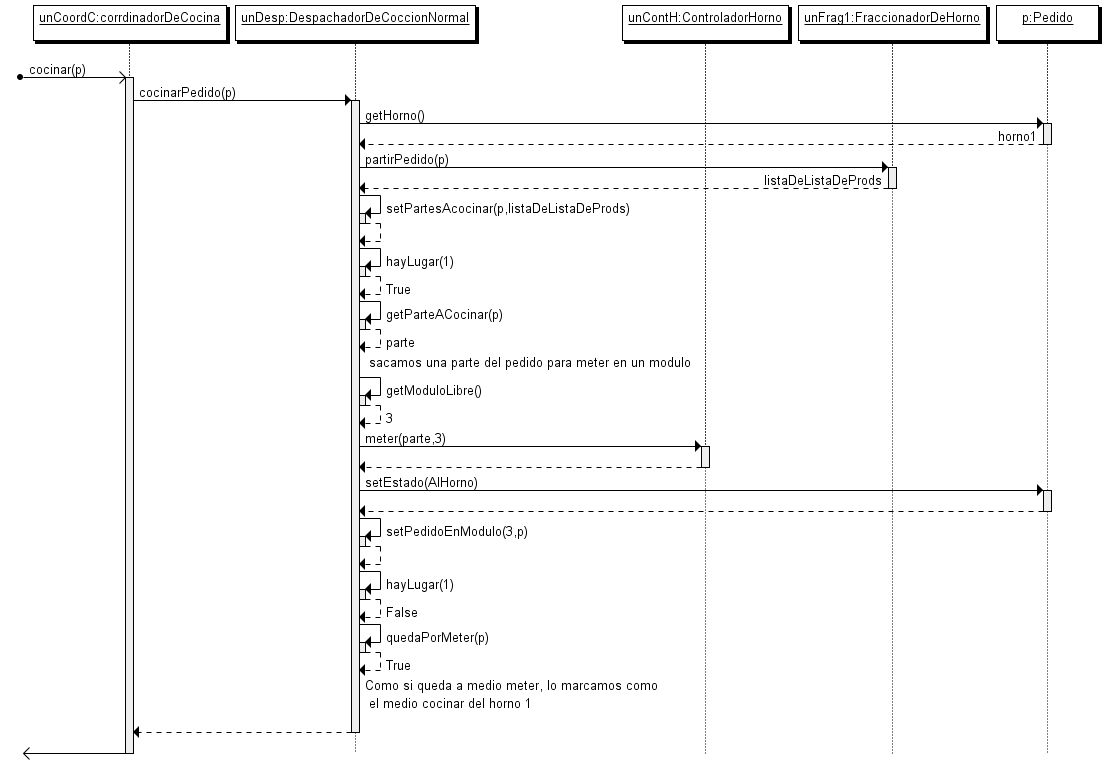 unCoordC:corrdinadorDeCocina
unDesp:DespachadorDeCoccionNormal
unContH:ControladorHorno
unFrag1:FraccionadorDeHorno
p:Pedido
cocinar(p)
cocinarPedido(p)
getHorno()
horno1
partirPedido(p)
listaDeListaDeProds
setPartesAcocinar(p,listaDeListaDeProds)
hayLugar(1)
True
getParteACocinar(p)
parte
sacamos una parte del pedido para meter en un modulo
getModuloLibre()
3
meter(parte,3)
setEstado(AlHorno)
setPedidoEnModulo(3,p)
hayLugar(1)
False
quedaPorMeter(p)
True
Como si queda a medio meter, lo marcamos como
el medio cocinar del horno 1